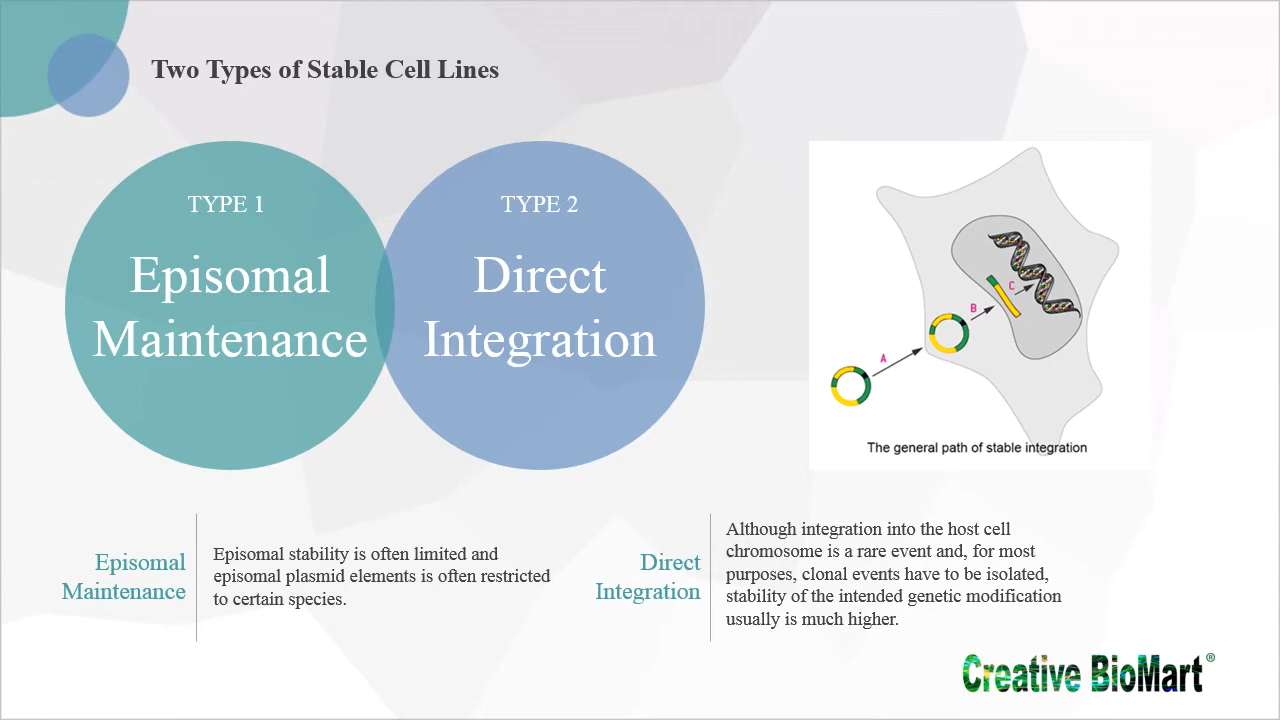 Two Types of Stable Cell Lines
TYPE 1
Episomal
Maintenance
TYPE 2
Direct
Integration
A
B
C
The general path of stable integration
Episomal
Maintenance
Episomal stability is often limited and
episomal plasmid elements is often restricted
to certain species.
Direct
Integration
Although integration into the host cell
chromosome is a rare event and, for most
purposes, clonal events have to be isolated,
stability of the intended genetic modification
usually is much higher.
Creative BioMart®